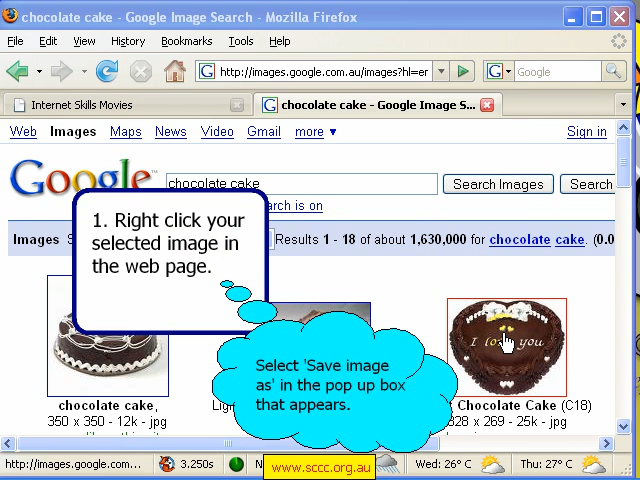 chocolate cake - Google Image Search - Mozilla Firefox
File Edit View History Bookmarks Tools Help
http://images.google.com.au/images?hl=er
Google
Internet Skills Movies
chocolate cake - Google Image S...
Web Images Maps News Video Gmail more ▼ Sign in
Google
chocolate cake
Search Images
Search
arch is on
Images
Results 1 - 18 of about 1,630,000 for chocolate cake. (0.0
1. Right click your
selected image in
the web page.
Select 'Save image
as' in the pop up box
that appears.
I love you
chocolate cake,
350 x 350 - 12k - jpg
Chocolate Cake (C18)
328 x 269 - 25k - jpg
http://images.google.com...
3.250s
www.sccc.org.au
Wed: 26° C
Thu: 27° C